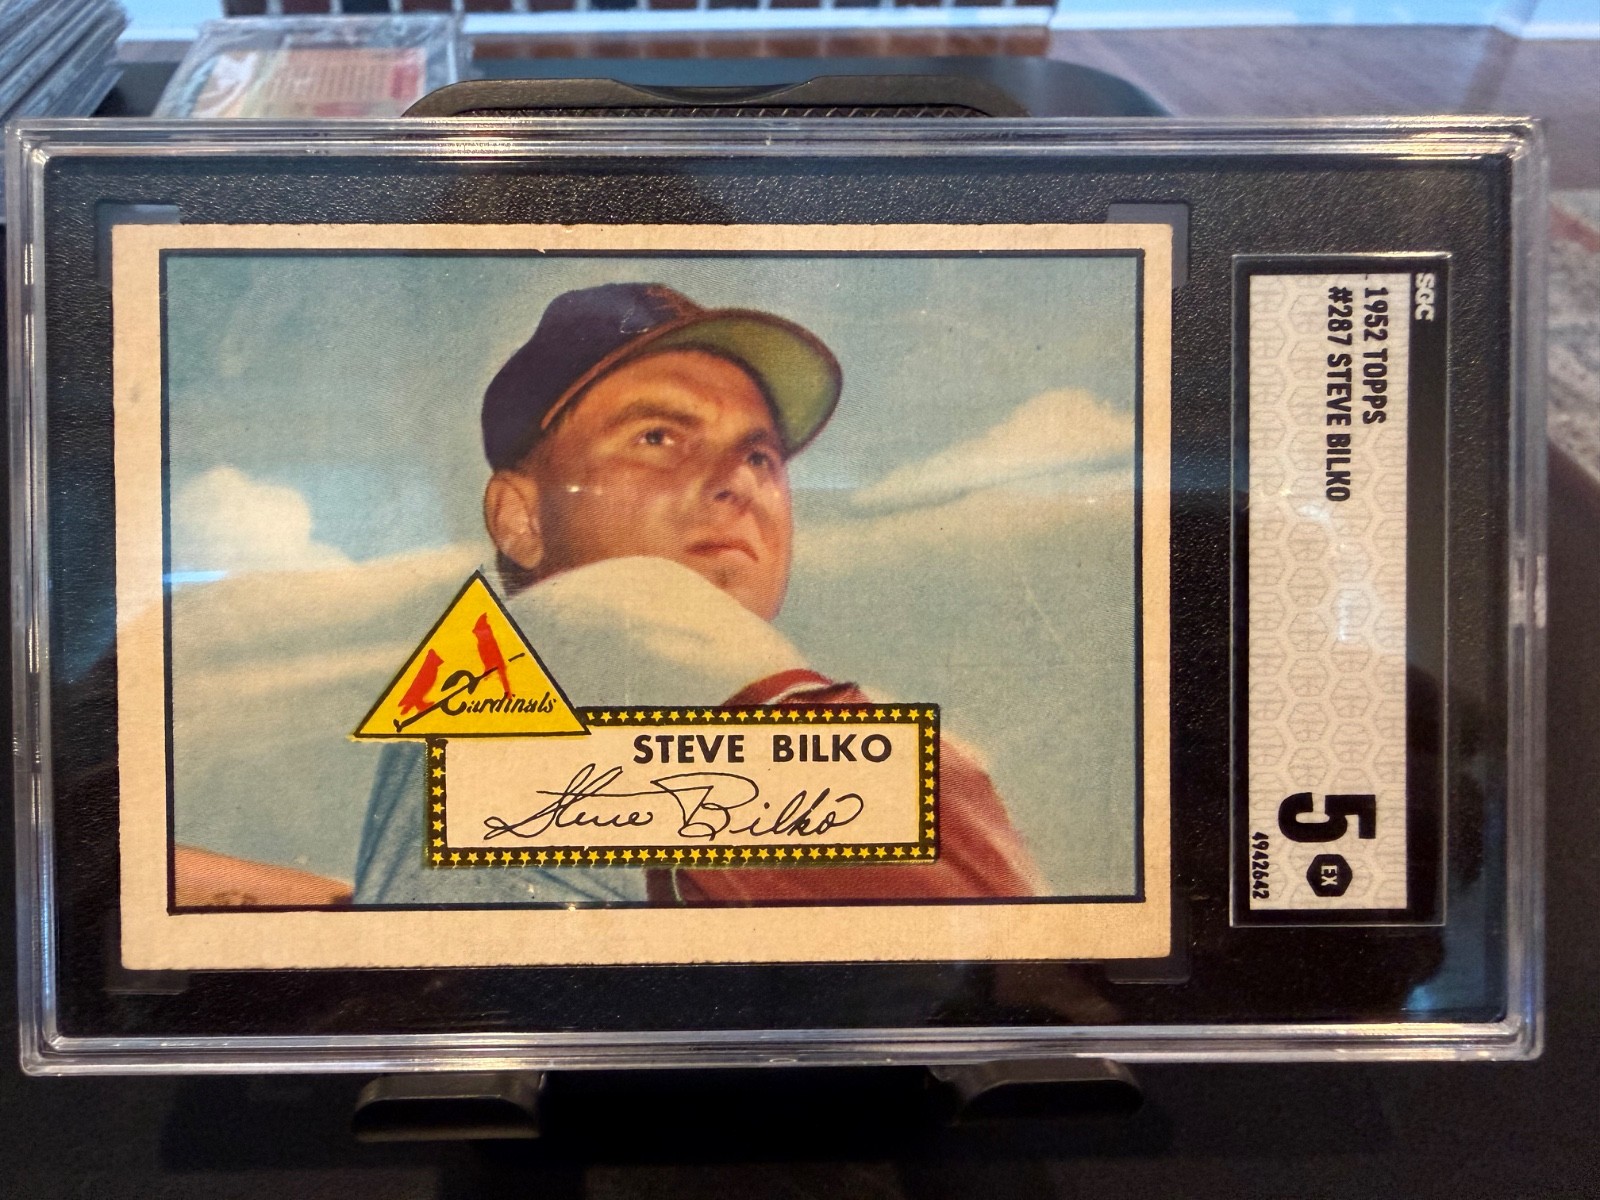 Cardinals
STEVE BILKO
Steve Bilko
SGC
1952 TOPPS
#287 STEVE BILKO
5
EX
4942642